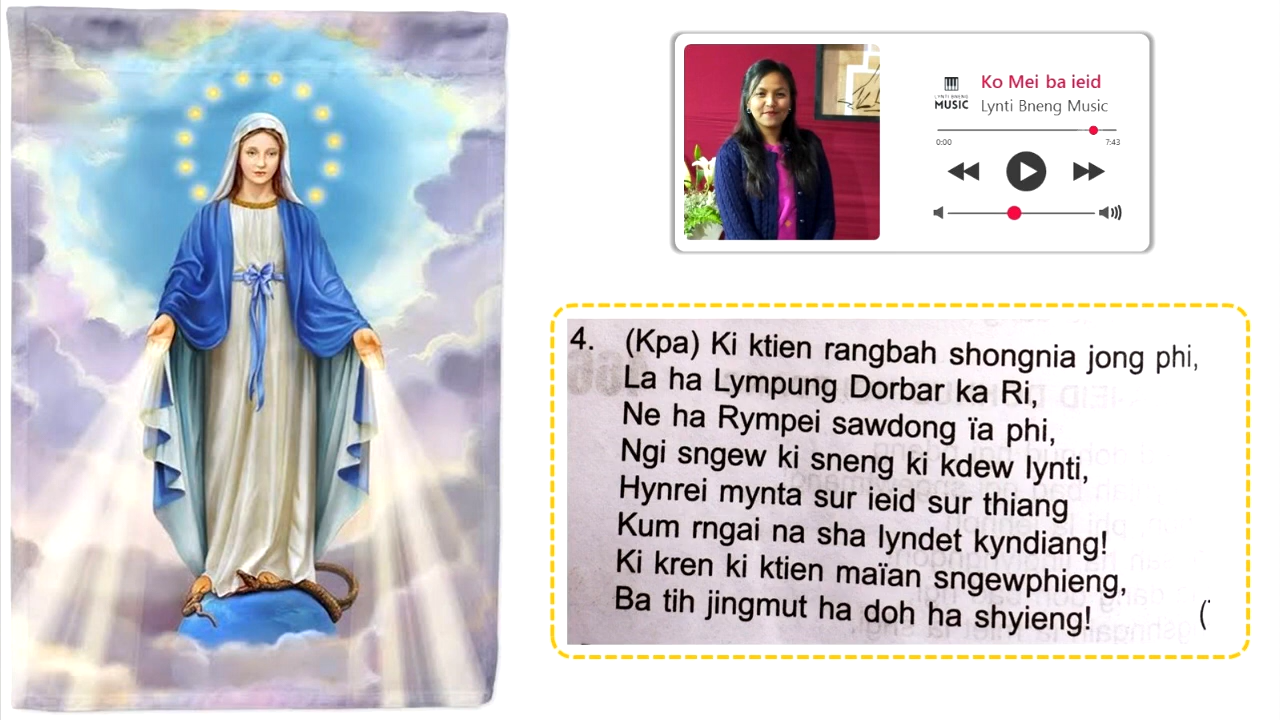 Ko Mei ba ieid
LYNTI BNENG
MUSIC
Lynti Bneng Music
0:00
7:43
4. (Kpa) Ki ktien rangbah shongnia jong phi,
La ha Lympung Dorbar ka Ri,
Ne ha Rympei sawdong ïa phi,
Ngi sngew ki sneng ki kdew lynti,
Hynrei mynta sur ieid sur thiang
Kum rngai na sha lyndet kyndiang!
Ki kren ki ktien maïan sngewphieng,
Ba tih jingmut ha doh ha shyieng!